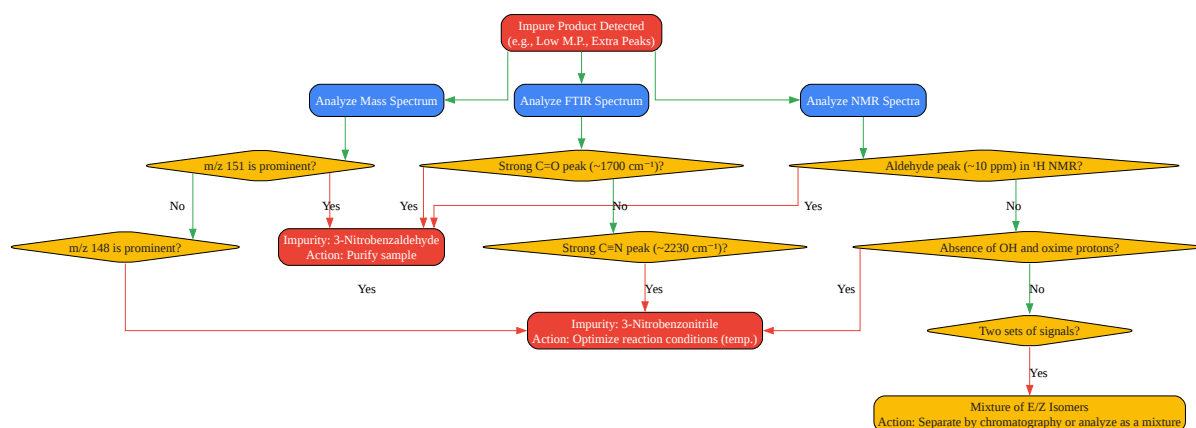 Impure Product Detected
(e.g., Low M.P., Extra Peaks)
Analyze Mass Spectrum
Analyze FTIR Spectrum
Analyze NMR Spectra
m/z 151 is prominent?
Strong C=O peak (~1700 cm⁻¹)?
Aldehyde peak (~10 ppm) in ¹H NMR?
No
Yes
Yes
No
Yes
No
m/z 148 is prominent?
Impurity: 3-Nitrobenzaldehyde
Action: Purify sample
Strong C≡N peak (~2230 cm⁻¹)?
Absence of OH and oxime protons?
Yes
Yes
Yes
No
Impurity: 3-Nitrobenzonitrile
Action: Optimize reaction conditions (temp.)
Two sets of signals?
Yes
Mixture of E/Z Isomers
Action: Separate by chromatography or analyze as a mixture